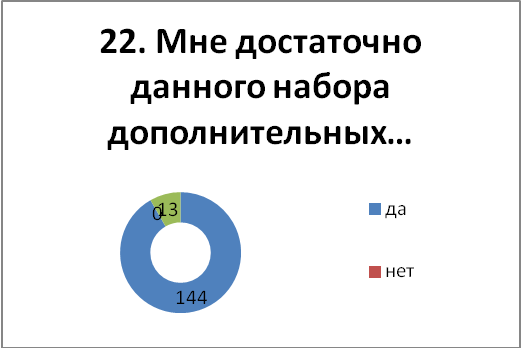 22. Мне достаточно
данного набора
дополнительных...
0 13
144
да
нет